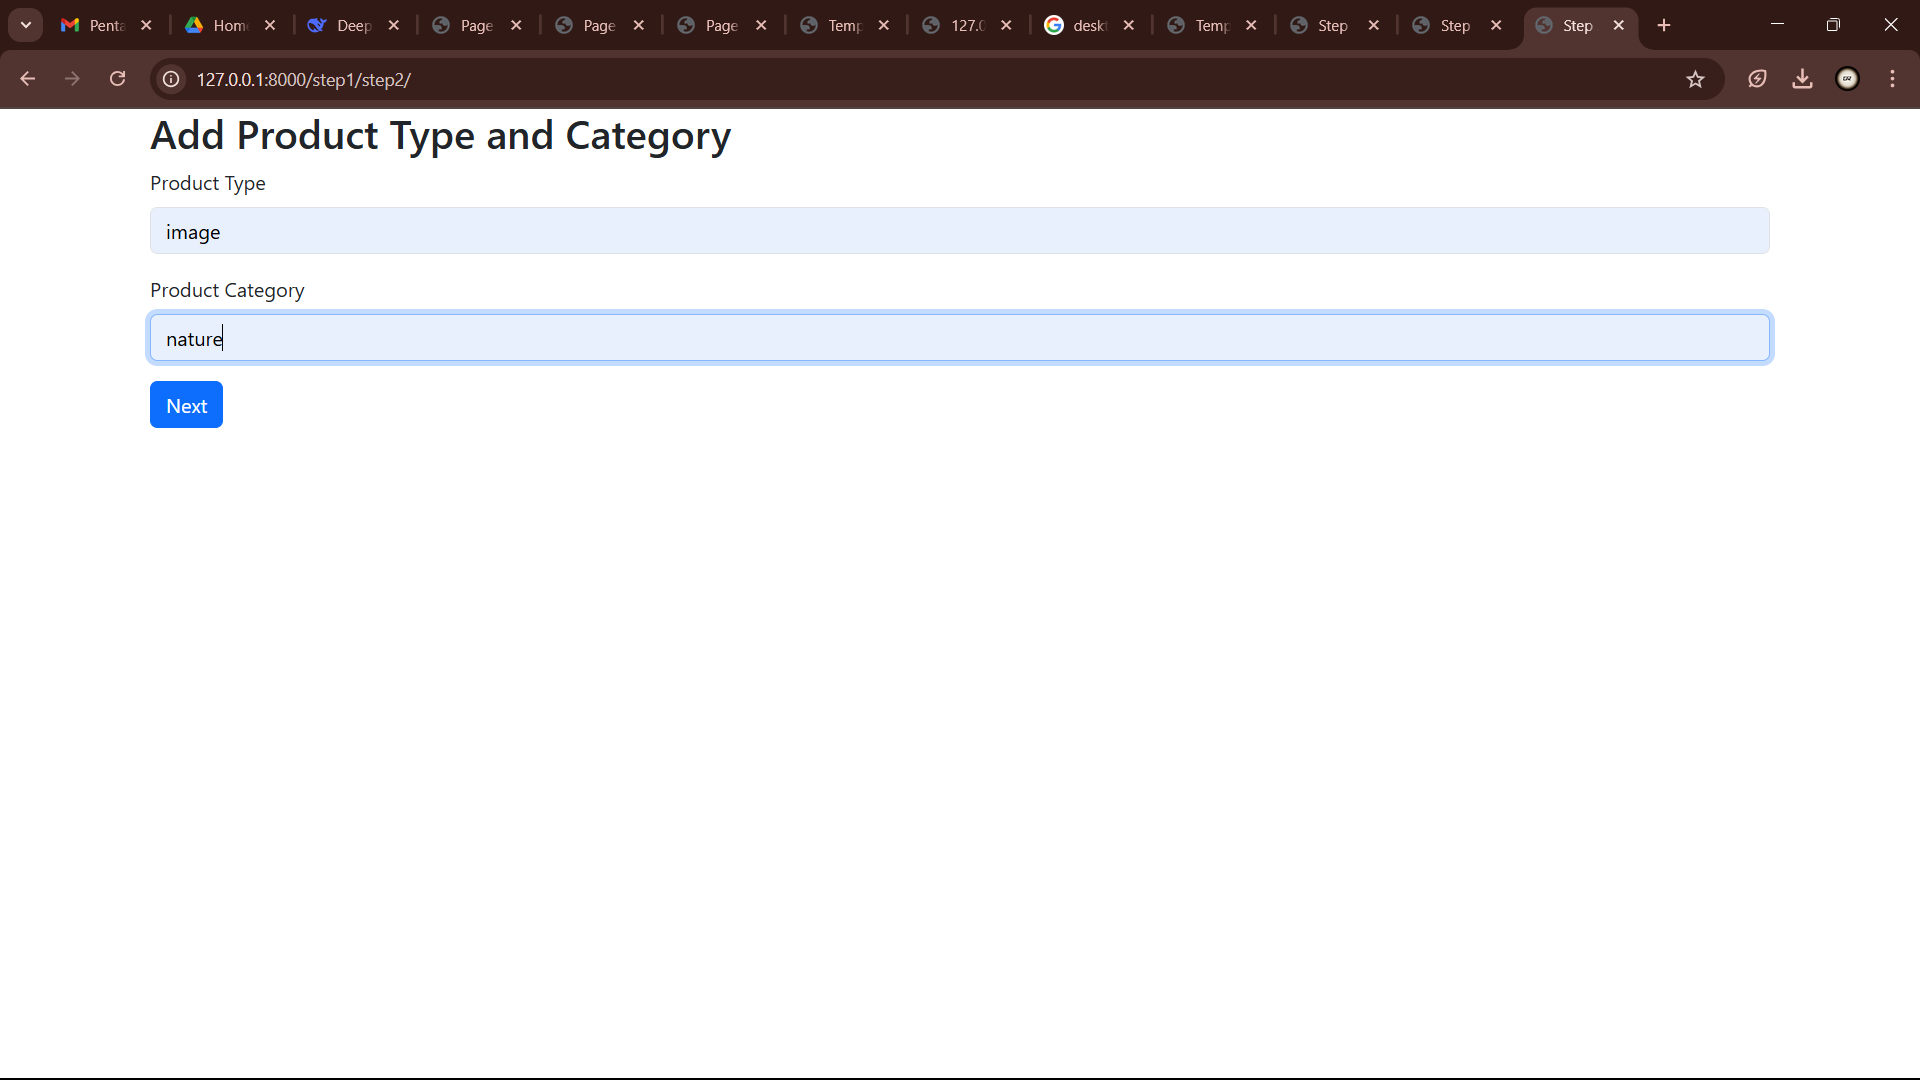 Penta
Hom
Deep
Page
Page
Page
Temp
127.0
deskt
Temp
Step
Step
Step
127.0.0.1:8000/step1/step2/
Add Product Type and Category
Product Type
image
Product Category
nature
Next